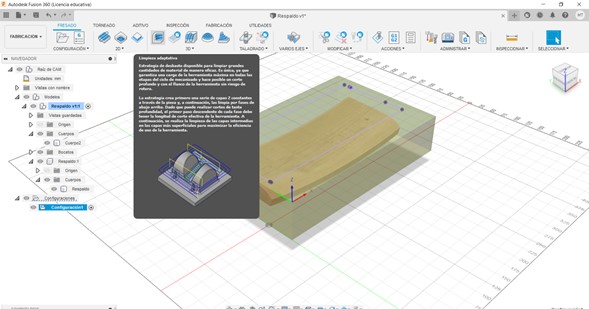 Autodesk Fusion 360 (Licencia educativa)
Respaldo v1*
FRESADO TORNEADO ADITIVO INSPECCIÓN FABRICACIÓN UTILIDADES
FABRICACIÓN
CONFIGURACIÓN 2D 3D TALADRADO VARIOS EJES MODIFICAR ACCIONES ADMINISTRAR INSPECCIONAR SELECCIONAR
NAVEGADOR
Raíz de CAM
Unidades: mm
Vistas con nombre
Modelos
Respaldo v1:1
Vistas guardadas
Origen
Cuerpos
Cuerpo2
Bocetos
Respaldo:1
Origen
Cuerpos
Respaldo
Configuraciones
Configuración1
Limpieza adaptativa
Estrategia de desbaste disponible para limpiar grandes
cantidades de material de manera eficaz. Es única, ya que
garantiza una carga de la herramienta máxima en todas las
etapas del ciclo de mecanizado y hace posible un corte
profundo y con el flanco de la herramienta sin riesgo de
rotura.
La estrategia crea primero una serie de capas Z constantes
a través de la pieza y, a continuación, las limpia por fases de
abajo arriba. Dado que puede realizar cortes de tanta
profundidad, el primer paso descendente de cada fase debe
tener la longitud de corte efectiva de la herramienta. A
continuación, se realiza la limpieza de las capas intermedias
en las capas más superficiales para maximizar la eficiencia
de uso de la herramienta.